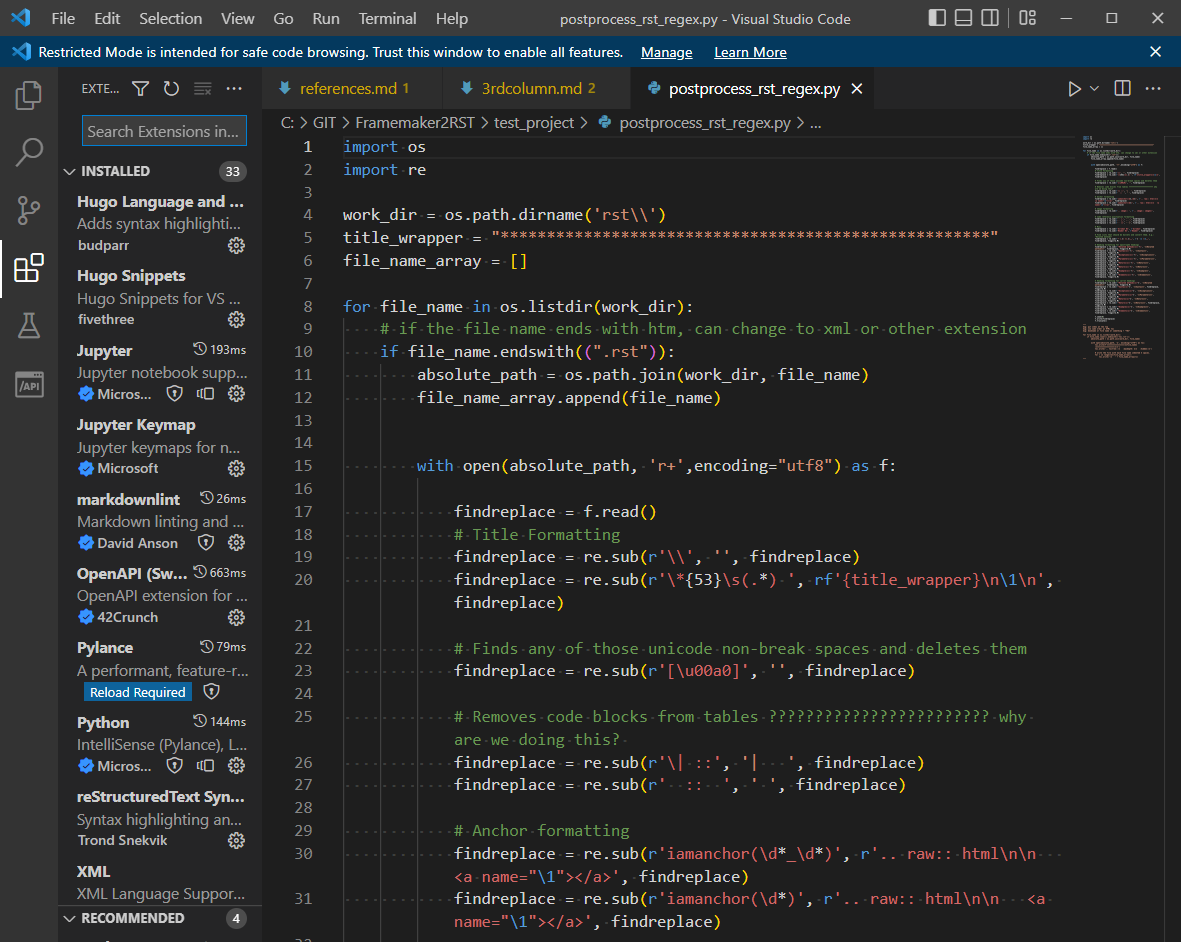 File Edit Selection View Go Run Terminal Help postprocess_rst_regex.py - Visual Studio Code
Restricted Mode is intended for safe code browsing. Trust this window to enable all features. Manage Learn More
EXTE... references.md 1 3rdcolumn.md 2 postprocess_rst_regex.py
C: > GIT > Framemaker2RST > test_project > postprocess_rst_regex.py > ...
Search Extensions in...
INSTALLED 33
Hugo Language and ...
Adds syntax highlighti...
budparr
Hugo Snippets
Hugo Snippets for VS ...
fivethree
Jupyter 193ms
Jupyter notebook supp...
Micros...
Jupyter Keymap
Jupyter keymaps for n...
Microsoft
markdownlint 26ms
Markdown linting and ...
David Anson
OpenAPI (Sw... 663ms
OpenAPI extension for ...
42Crunch
Pylance 79ms
A performant, feature-r...
Reload Required
Python 144ms
IntelliSense (Pylance), L...
Micros...
reStructuredText Syn...
Syntax highlighting an...
Trond Snekvik
XML
XML Language Suppor...
RECOMMENDED 4
/API
1 import os
2 import re
3
4 work_dir = os.path.dirname('rst\\')
5 title_wrapper = "*****************************************************"
6 file_name_array = []
7
8 for file_name in os.listdir(work_dir):
9 # if the file name ends with htm, can change to xml or other extension
10 if file_name.endswith((".rst")):
11 absolute_path = os.path.join(work_dir, file_name)
12 file_name_array.append(file_name)
13
14
15 with open(absolute_path, 'r+',encoding="utf8") as f:
16
17 findreplace = f.read()
18 # Title Formatting
19 findreplace = re.sub(r'\\', '', findreplace)
20 findreplace = re.sub(r'\*{53}\s(.*) ', rf'{title_wrapper}\n\1\n',
findreplace)
21
22 # Finds any of those unicode non-break spaces and deletes them
23 findreplace = re.sub(r'[\u00a0]', '', findreplace)
24
25 # Removes code blocks from tables ???????????????????????? why
are we doing this?
26 findreplace = re.sub(r'\| ::', '|   ', findreplace)
27 findreplace = re.sub(r'  ::  ', ' ', findreplace)
28
29 # Anchor formatting
30 findreplace = re.sub(r'iamanchor(\d*_\d*)', r'.. raw:: html\n\n
<a name="\1"></a>', findreplace)
31 findreplace = re.sub(r'iamanchor(\d*)', r'.. raw:: html\n\n   <a
name="\1"></a>', findreplace)